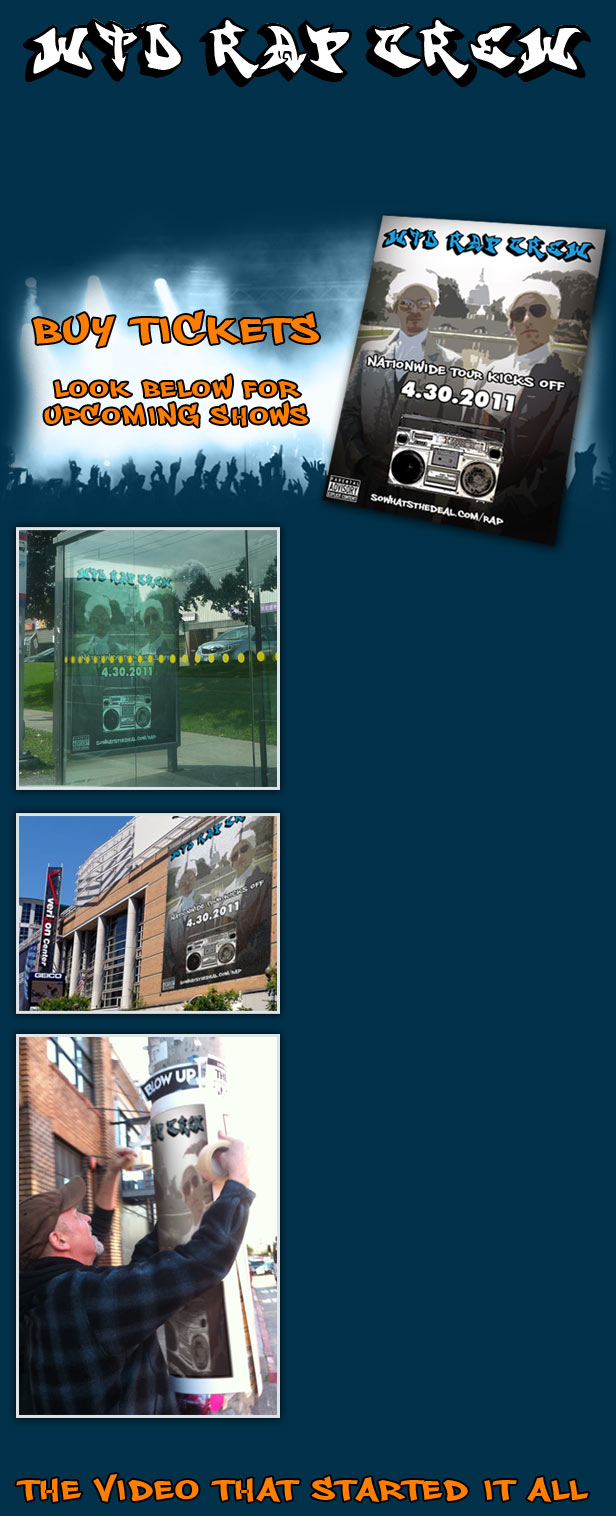 WTD RAP CREW
BUY TICKETS
LOOK BELOW FOR
UPCOMING SHOWS
WTD RAP CREW
NATIONWIDE TOUR KICKS OFF
4.30.2011
PARENTAL
ADVISORY
EXPLICIT CONTENT
SOWHATSTHEDEAL.COM/RAP
WTD RAP CREW
4.30.2011
SOWHATSTHEDEAL.COM/RAP
WTD RAP CR
NATIONWIDE TOUR KICKS OFF
4.30.2011
SOWHATSTHEDEAL.COM/RAP
veri on Center
GEICO
BLOW UP
THE
CREW
THE VIDEO THAT STARTED IT ALL